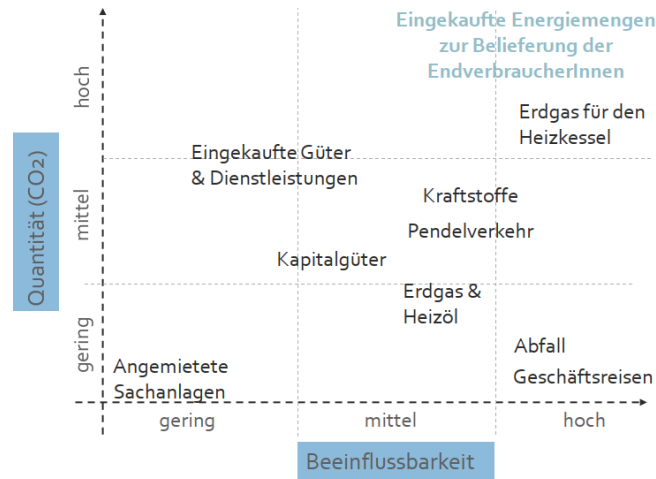 Eingekaufte Energiemengen
zur Belieferung der
EndverbraucherInnen
hoch
Erdgas für den
Heizkessel
Eingekaufte Güter
& Dienstleistungen
Quantität (CO2)
mittel
Kraftstoffe
Pendelverkehr
Kapitalgüter
Erdgas &
Heizöl
gering
Abfall
Angemietete
Sachanlagen
Geschäftsreisen
gering
mittel
hoch
Beeinflussbarkeit